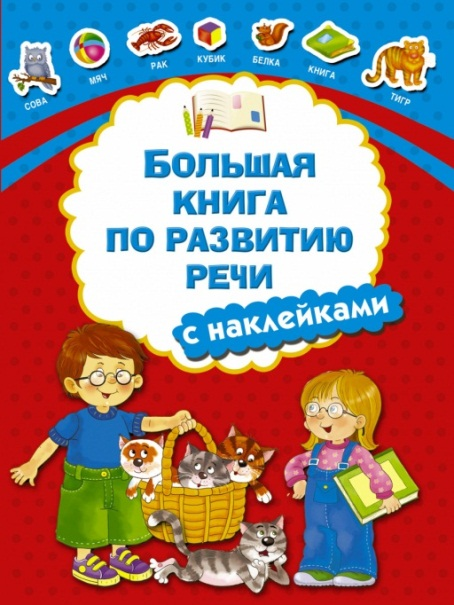 СОВА
МЯЧ
РАК
КУБИК
БЕЛКА
КНИГА
ТИГР
БОЛЬШАЯ
КНИГА
ПО РАЗВИТИЮ
РЕЧИ
с наклейками